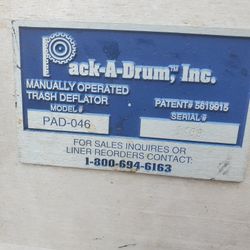 Pack-A-Drum,™ Inc.
MANUALLY OPERATED
TRASH DEFLATOR
PATENT# 5619915
MODEL #
SERIAL #
PAD-046
FOR SALES INQUIRES OR
LINER REORDERS CONTACT:
1-800-694-6163